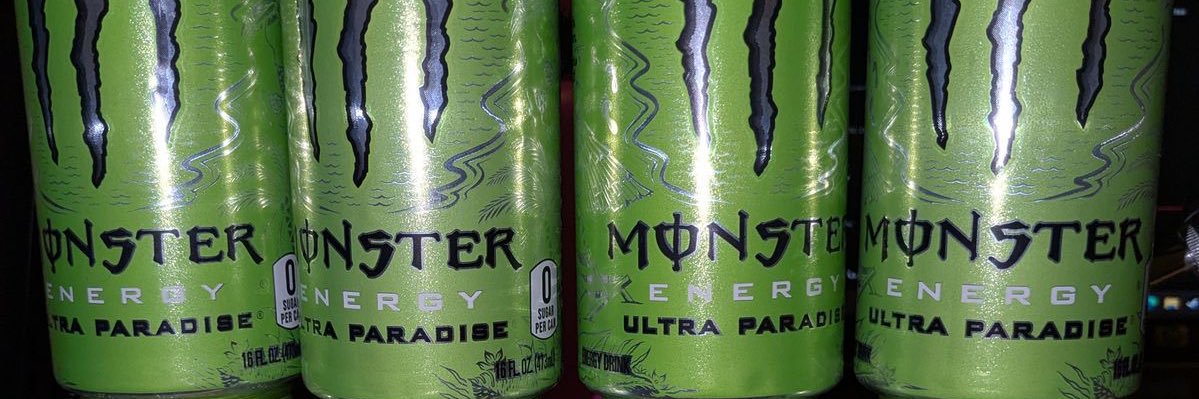 MONSTER
ENERGY
ULTRA PARADISE®
0
SUGAR
PER CAN
16 FL. OZ.
MONSTER
ENERGY
ULTRA PARADISE
0
SUGAR
PER CAN
16 FL. OZ. (473
MONSTER
ENERGY
ULTRA PARADISE
ENERGY DRINK
MONSTER
ENERGY
ULTRA PARADISE